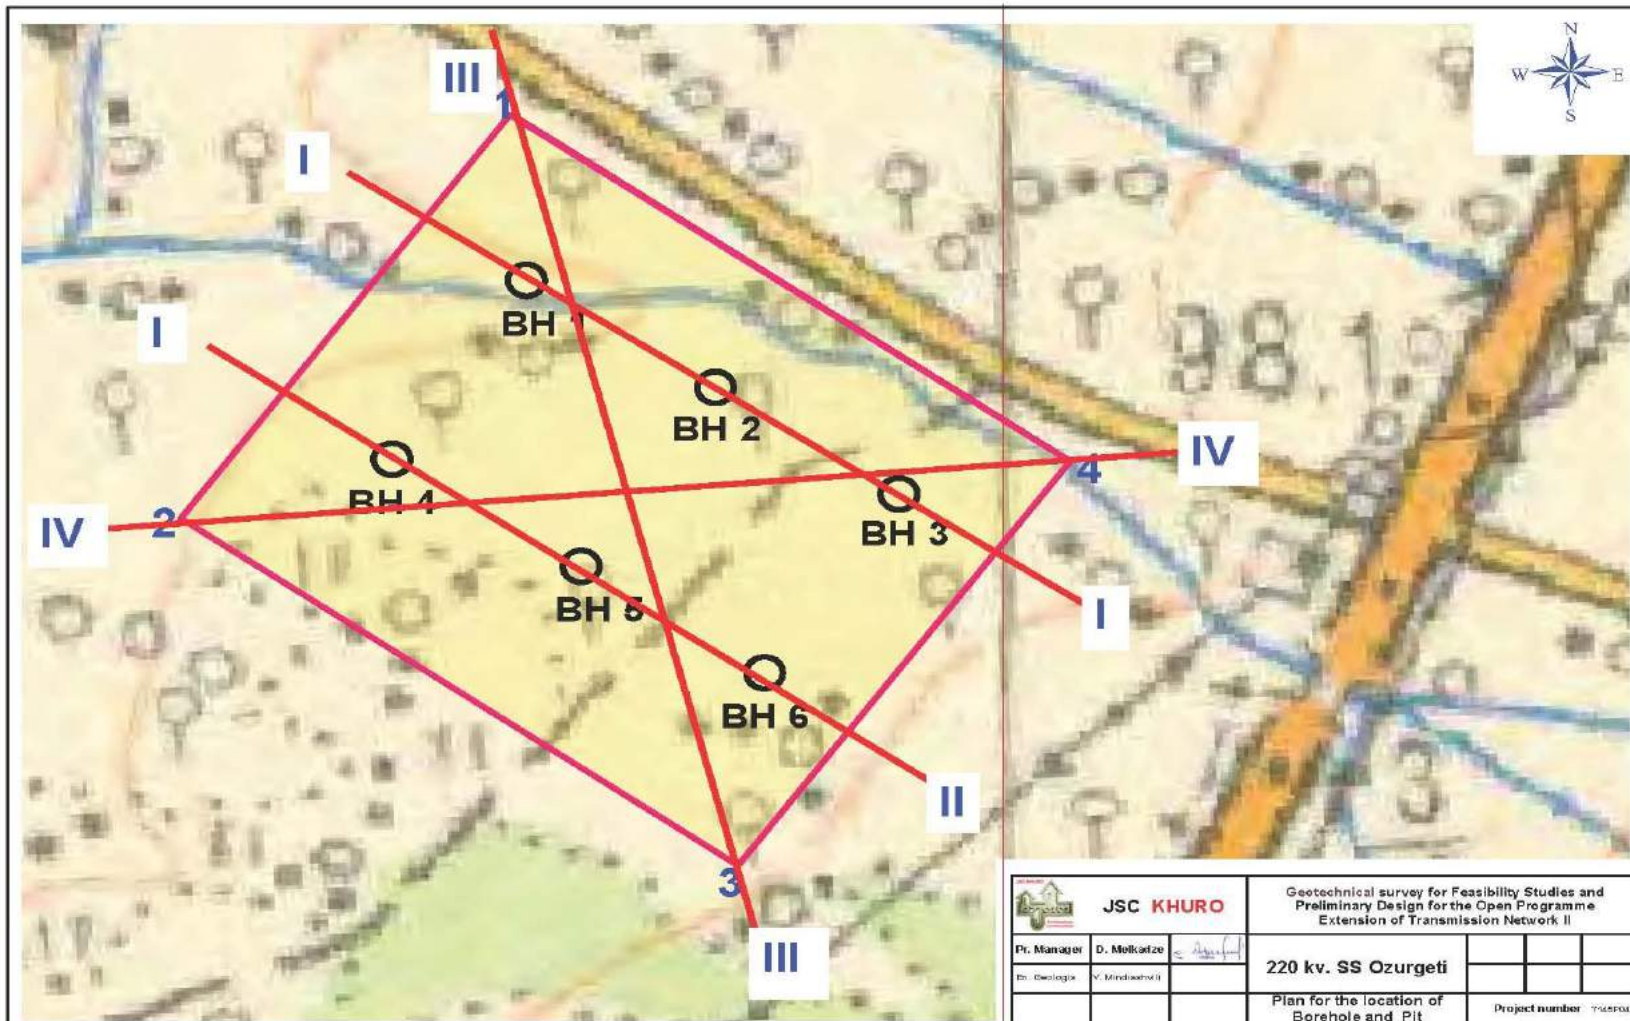 N
W E
S
III
1
I
I
BH 1
BH 2
98.1
BH 4
IV
4
BH 3
2
IV
BH 5
I
BH 6
II
3
3
III
JSC KHURO
Geotechnical survey for Feasibility Studies and
Preliminary Design for the Open Programme
Extension of Transmission Network II
Pr. Manager D. Melkadze
220 kv. SS Ozurgeti
Plan for the location of
Borehole and Pit
Project number